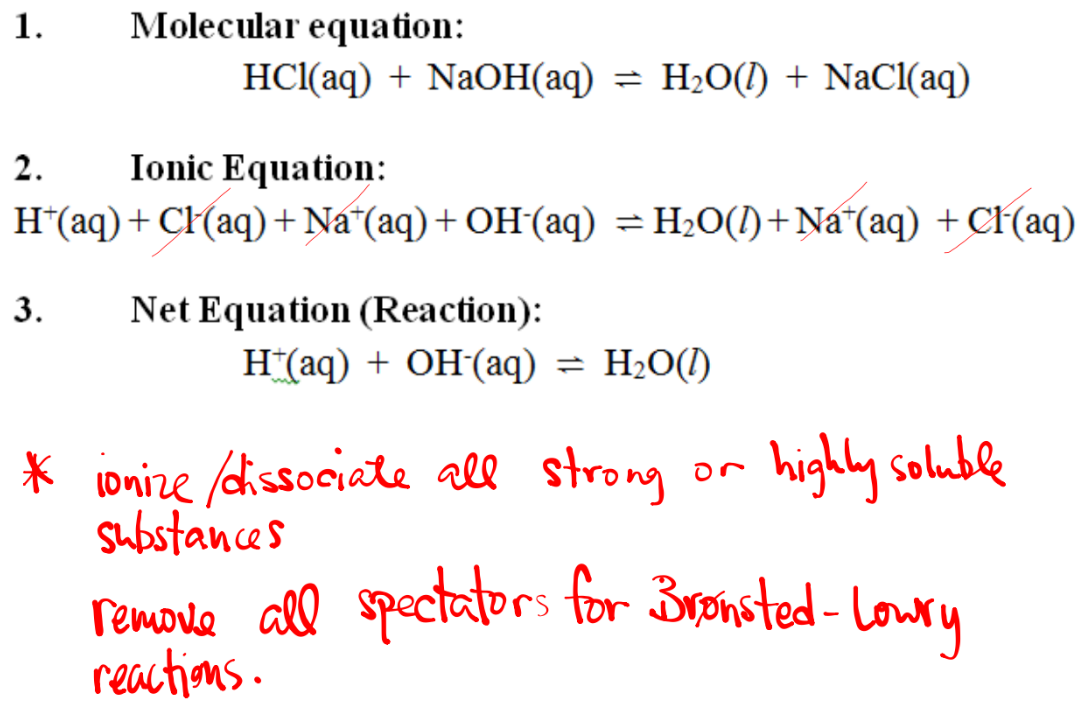 1. Molecular equation:
HCl(aq) + NaOH(aq) ⇌ H₂O(l) + NaCl(aq)
2. Ionic Equation:
H⁺(aq) + Cl⁻(aq) + Na⁺(aq) + OH⁻(aq) ⇌ H₂O(l) + Na⁺(aq) + Cl⁻(aq)
3. Net Equation (Reaction):
H⁺(aq) + OH⁻(aq) ⇌ H₂O(l)
* ionize/dissociate all strong or highly soluble
substances
remove all spectators for Brønsted-Lowry
reactions.